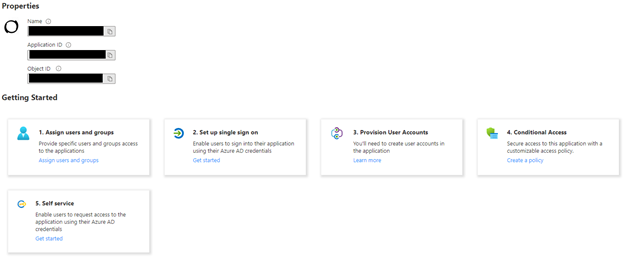 Properties
Name
Application ID
Object ID
Getting Started
1. Assign users and groups
Provide specific users and groups access
to the applications
Assign users and groups
2. Set up single sign on
Enable users to sign into their application
using their Azure AD credentials
Get started
3. Provision User Accounts
You'll need to create user accounts in
the application
Learn more
4. Conditional Access
Secure access to this application with a
customizable access policy.
Create a policy
5. Self service
Enable users to request access to the
application using their Azure AD
credentials
Get started